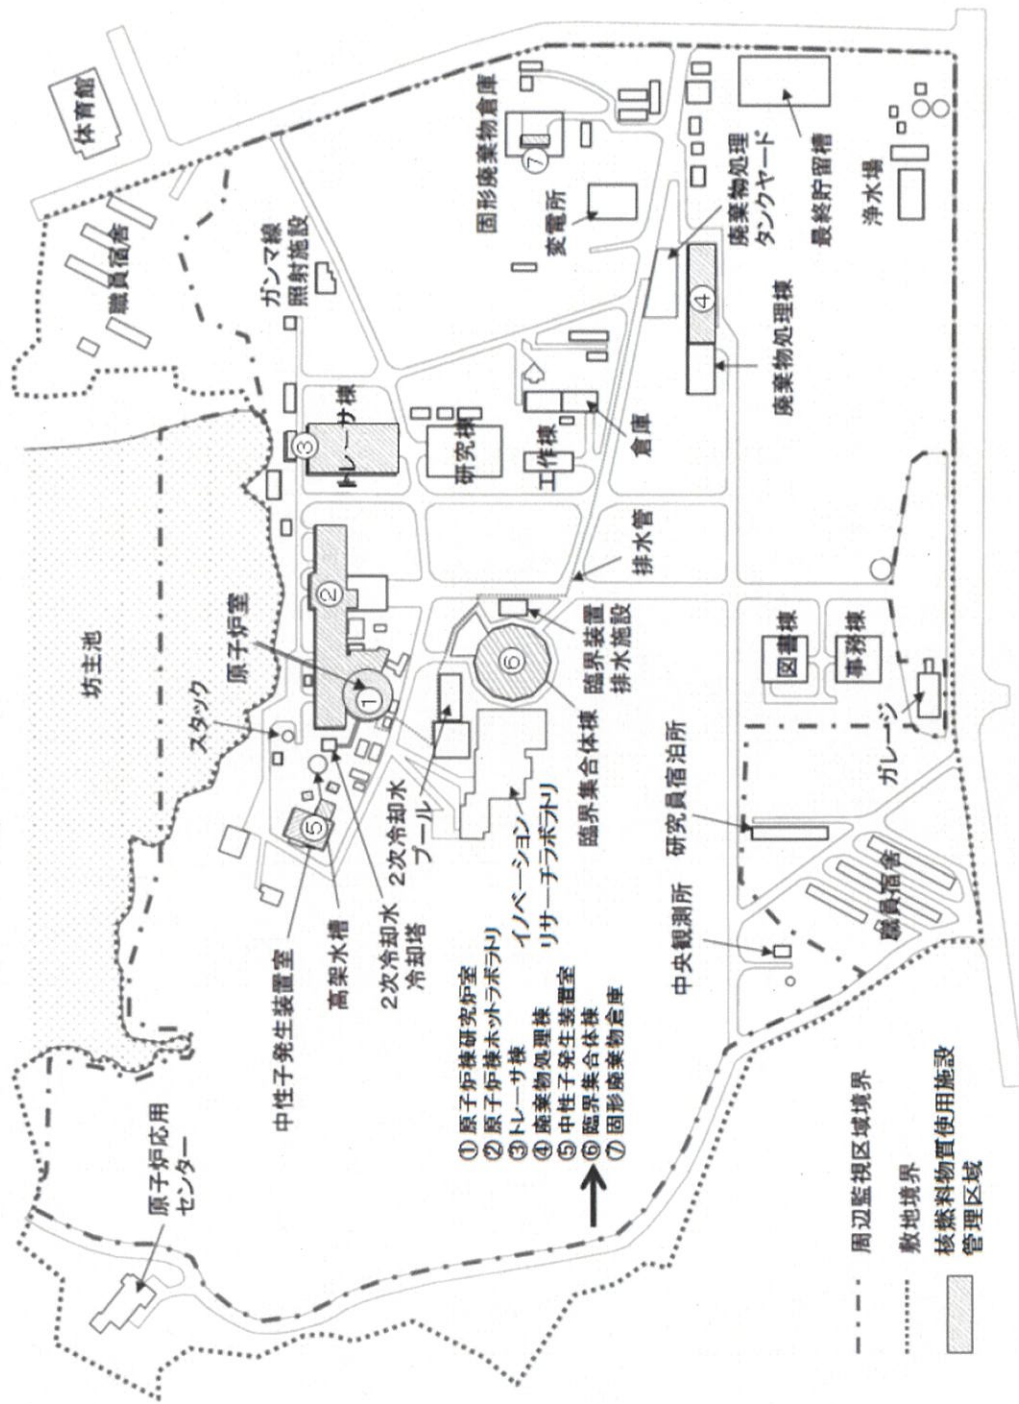 体育館
職員宿舎
ガンマ線
照射施設
固形廃棄物倉庫
⑦
変電所
廃棄物処理
タンクヤード
最終貯留槽
浄水場
④
廃棄物処理棟
③
トレーサ棟
研究棟
工作棟
倉庫
排水管
坊主池
原子炉室
スタック
②
①
⑥
臨界装置
排水施設
臨界集合体棟
図書棟
事務棟
ガレージ
研究員宿泊所
職員宿舎
中央観測所
⑤
中性子発生装置室
高架水槽
2次冷却水
冷却塔
2次冷却水
プール
イノベーション
リサーチラボラトリ
原子炉応用
センター
①原子炉棟研究炉室
②原子炉棟ホットラボラトリ
③トレーサ棟
④廃棄物処理棟
⑤中性子発生装置室
⑥臨界集合体棟
⑦固形廃棄物倉庫
周辺監視区域境界
敷地境界
核燃料物質使用施設
管理区域